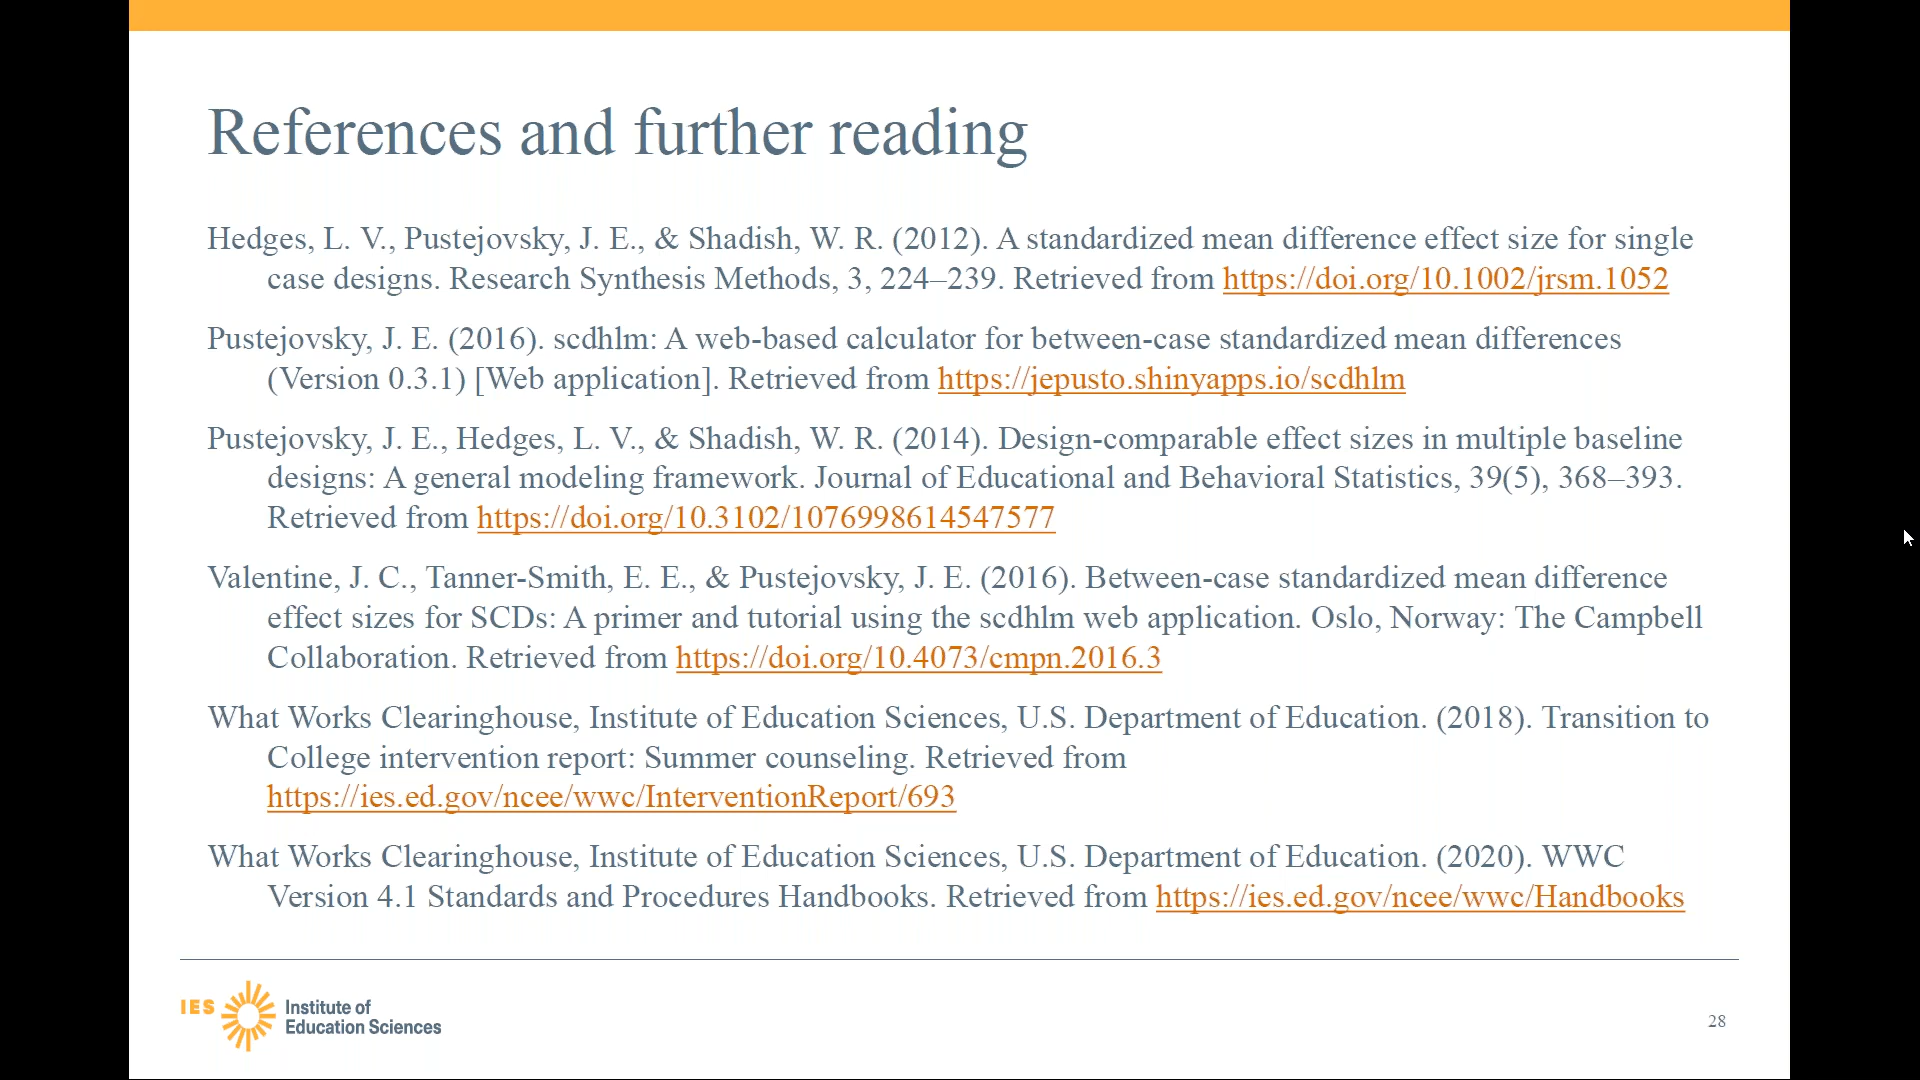 References and further reading
Hedges, L. V., Pustejovsky, J. E., & Shadish, W. R. (2012). A standardized mean difference effect size for single
case designs. Research Synthesis Methods, 3, 224–239. Retrieved from https://doi.org/10.1002/jrsm.1052
Pustejovsky, J. E. (2016). scdhlm: A web-based calculator for between-case standardized mean differences
(Version 0.3.1) [Web application]. Retrieved from https://jepusto.shinyapps.io/scdhlm
Pustejovsky, J. E., Hedges, L. V., & Shadish, W. R. (2014). Design-comparable effect sizes in multiple baseline
designs: A general modeling framework. Journal of Educational and Behavioral Statistics, 39(5), 368–393.
Retrieved from https://doi.org/10.3102/1076998614547577
Valentine, J. C., Tanner-Smith, E. E., & Pustejovsky, J. E. (2016). Between-case standardized mean difference
effect sizes for SCDs: A primer and tutorial using the scdhlm web application. Oslo, Norway: The Campbell
Collaboration. Retrieved from https://doi.org/10.4073/cmpn.2016.3
What Works Clearinghouse, Institute of Education Sciences, U.S. Department of Education. (2018). Transition to
College intervention report: Summer counseling. Retrieved from
https://ies.ed.gov/ncee/wwc/InterventionReport/693
What Works Clearinghouse, Institute of Education Sciences, U.S. Department of Education. (2020). WWC
Version 4.1 Standards and Procedures Handbooks. Retrieved from https://ies.ed.gov/ncee/wwc/Handbooks
IES
Institute of
Education Sciences
28